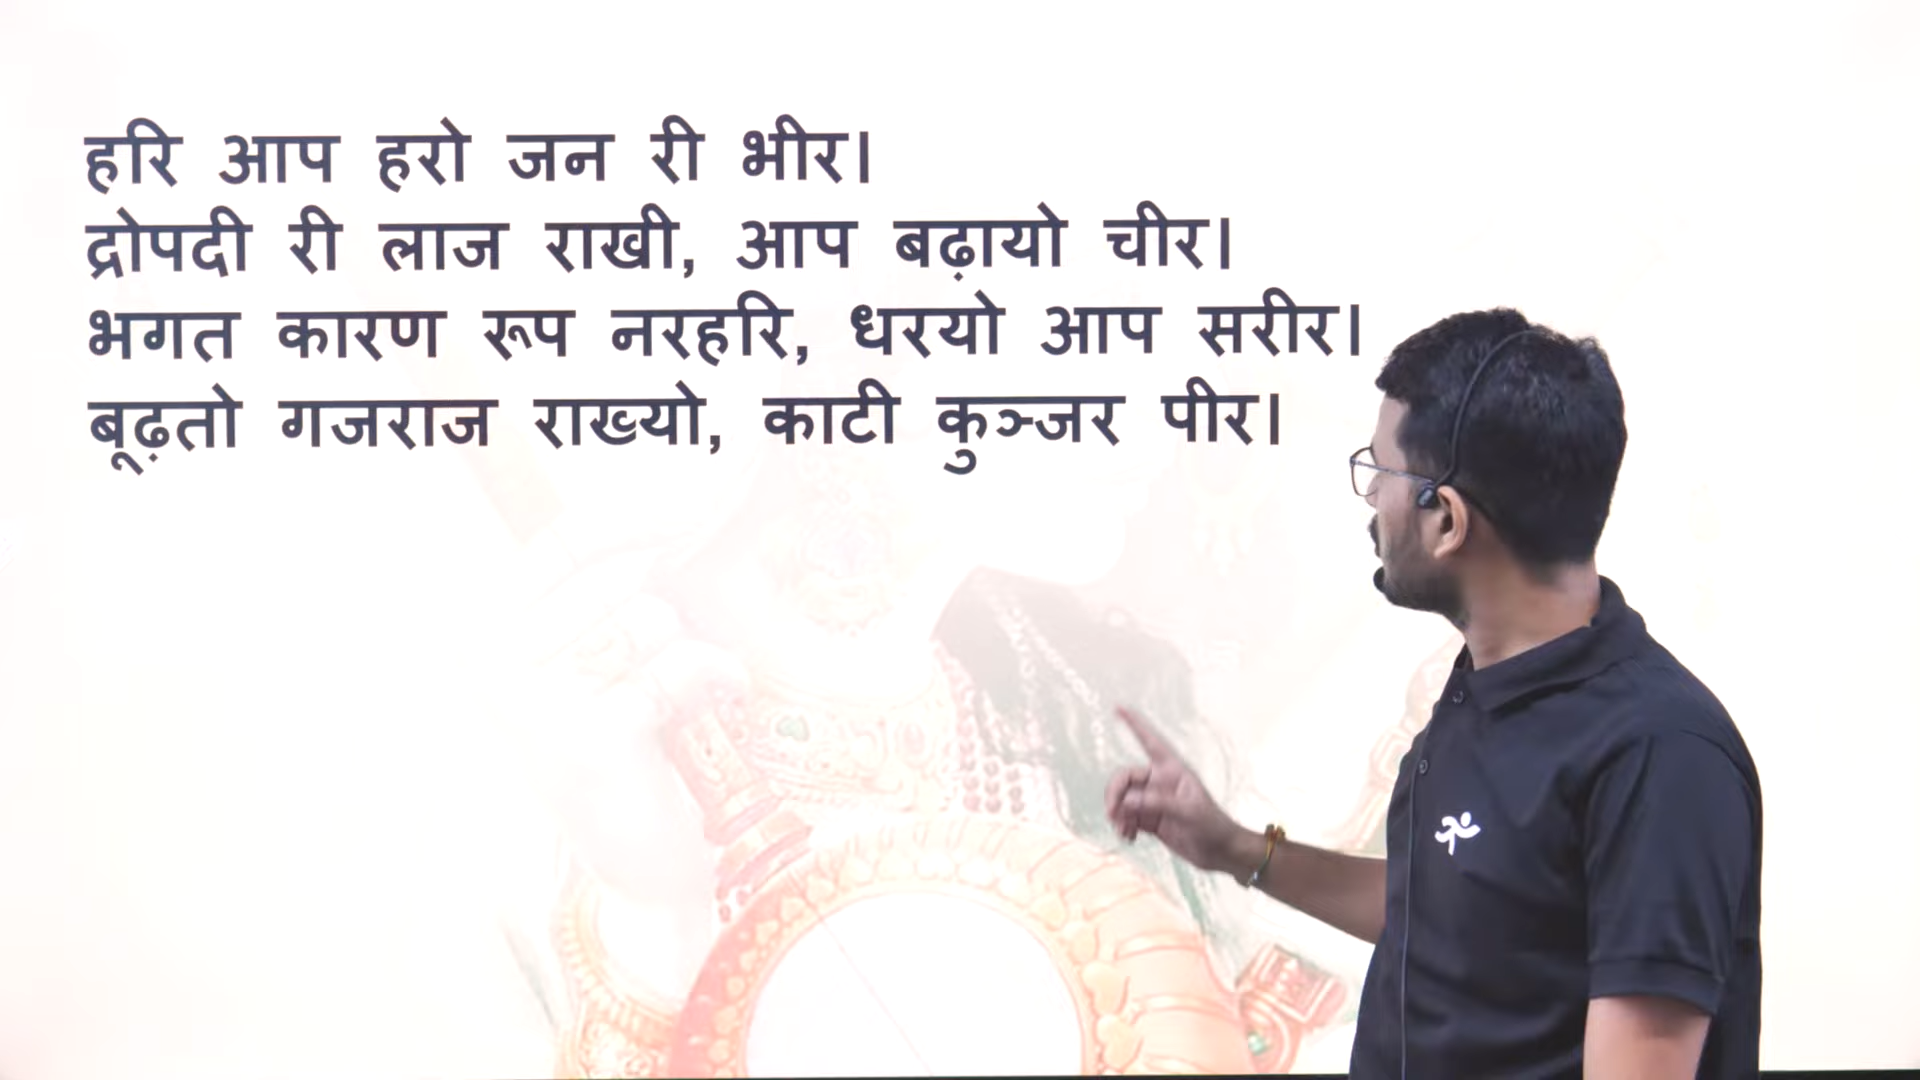 हरि आप हरो जन री भीर।
द्रोपदी री लाज राखी, आप बढ़ायो चीर।
भगत कारण रूप नरहरि, धरयो आप सरीर।
बूढ़तो गजराज राख्यो, काटी कुञ्जर पीर।